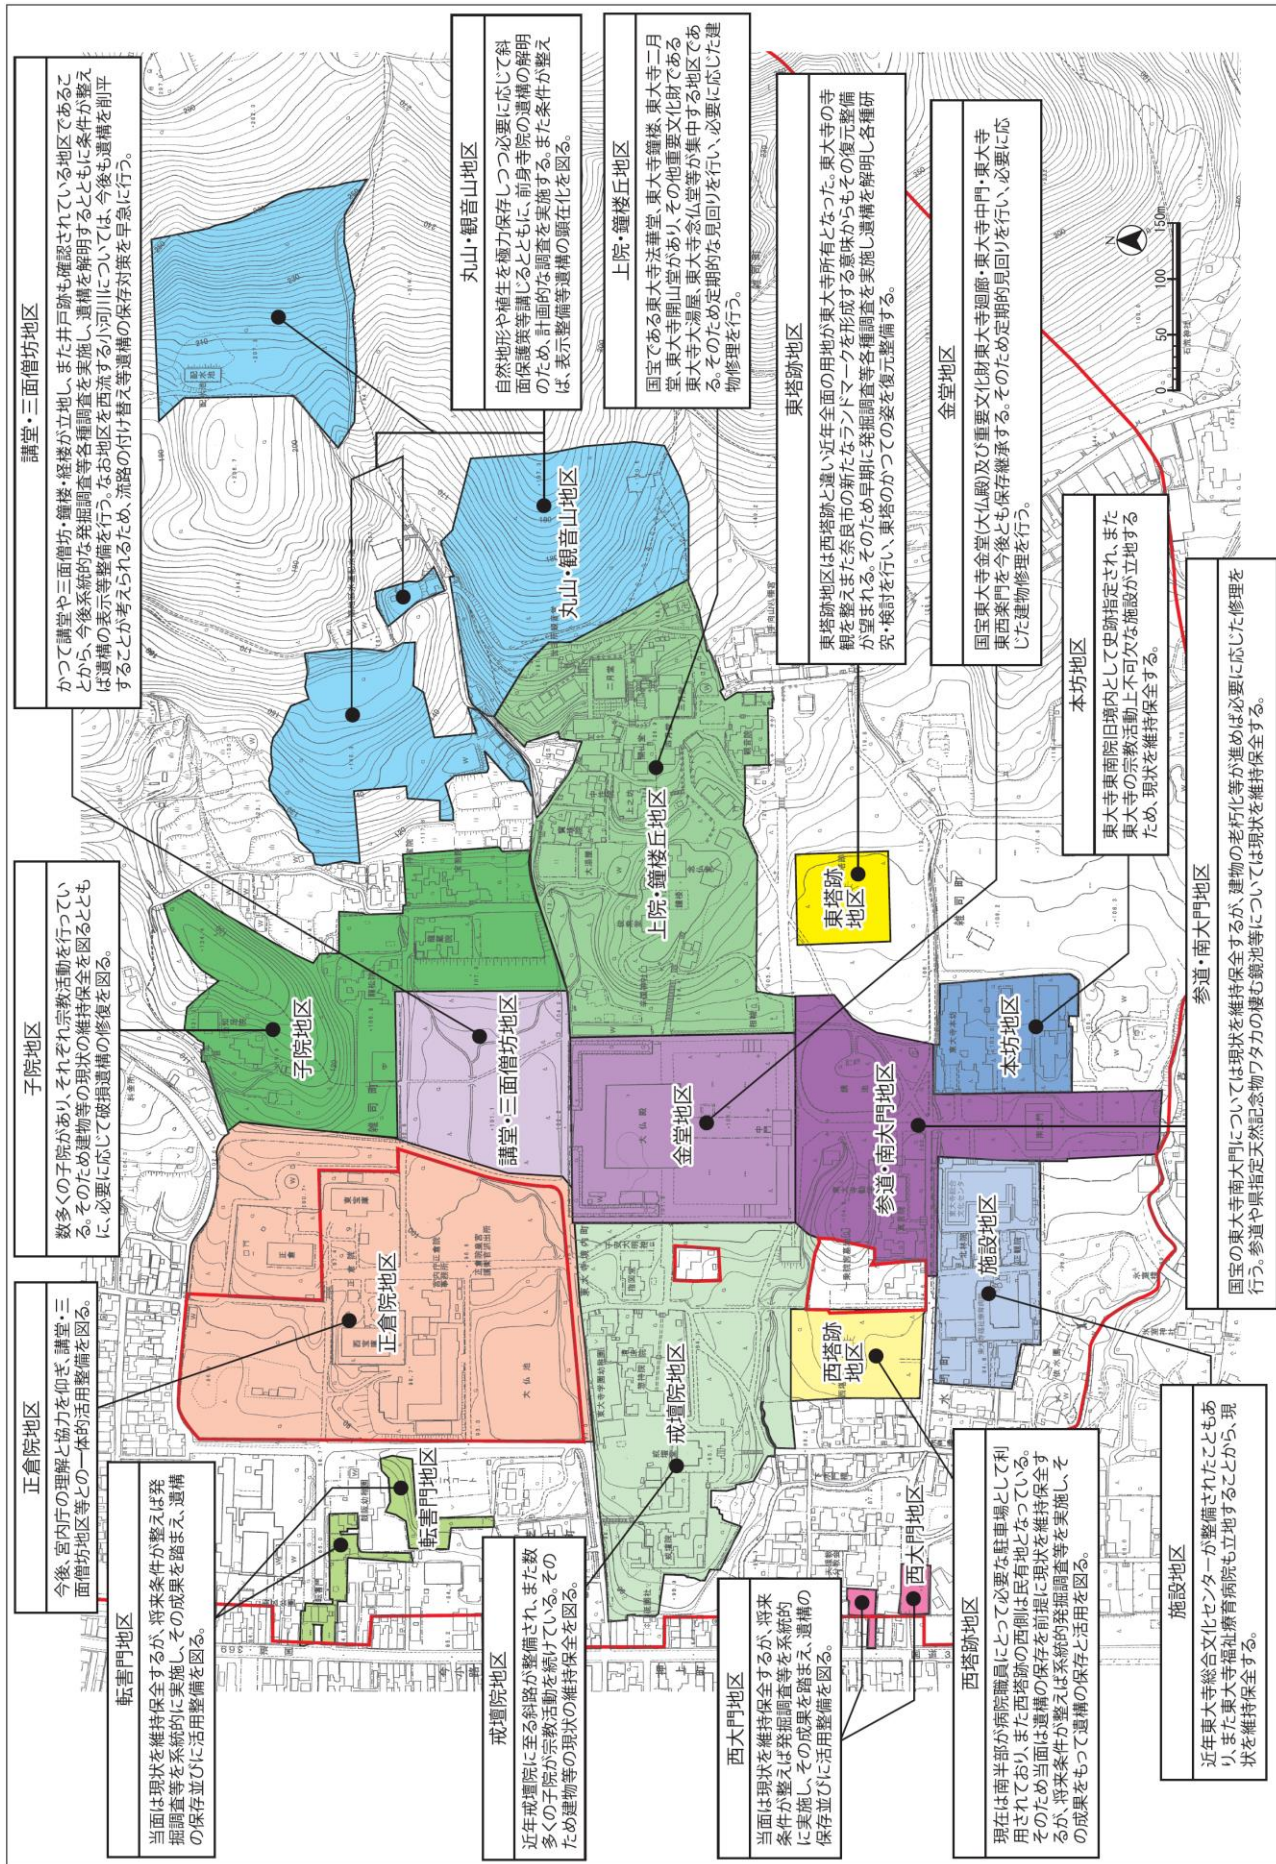 講堂・三面僧坊地区
かつて講堂や三面僧坊・鐘楼・経楼が立地し、また井戸跡も確認されている地区であるこ
とから、今後系統的な発掘調査等各種調査を実施し、遺構を解明するとともに条件が整え
ば遺構の表示等整備を行う。なお地区を西流する小河川については、今後も遺構を削平
することが考えられるため、流路の付け替え等遺構の保存対策を早急に行う。
子院地区
数多くの子院があり、それぞれ宗教活動を行ってい
る。そのため建物等の現状の維持保全を図るととも
に、必要に応じて破損遺構の修復を図る。
正倉院地区
今後、宮内庁の理解と協力を仰ぎ、講堂・三
面僧坊地区等との一体的活用整備を図る。
転害門地区
当面は現状を維持保全するが、将来条件が整えば発
掘調査等を系統的に実施し、その成果を踏まえ、遺構
の保存並びに活用整備を図る。
丸山・観音山地区
自然地形や植生を極力保存しつつ必要に応じて斜
面保護策等講じるとともに、前身寺院の遺構の解明
のため、計画的な調査を実施する。また条件が整え
ば、表示整備等遺構の顕在化を図る。
上院・鐘楼丘地区
国宝である東大寺法華堂、東大寺鐘楼、東大寺二月
堂、東大寺開山堂があり、その他重要文化財である
東大寺大湯屋、東大寺念仏堂等が集中する地区であ
る。そのため定期的な見回りを行い、必要に応じた建
物修理を行う。
東塔跡地区
東塔跡地区は西塔跡と違い近年全面の用地が東大寺所有となった。東大寺の寺
観を整えまた奈良市の新たなランドマークを形成する意味からもその復元整備
が望まれる。そのため早期に発掘調査等各種調査を実施し遺構を解明し各種研
究・検討を行い、東塔のかつての姿を復元整備する。
金堂地区
国宝東大寺金堂(大仏殿)及び重要文化財東大寺廻廊・東大寺中門・東大寺
東西楽門を今後とも保存継承する。そのため定期的見回りを行い、必要に応
じた建物修理を行う。
本坊地区
東大寺東南院旧境内として史跡指定され、また
東大寺の宗教活動上不可欠な施設が立地する
ため、現状を維持保全する。
参道・南大門地区
国宝の東大寺南大門については現状を維持保全するが、建物の老朽化等が進めば必要に応じた修理を
行う。参道や県指定天然記念物ワタカの棲む鏡池等については現状を維持保全する。
戒壇院地区
近年戒壇院に至る斜路が整備され、また数
多くの子院が宗教活動を続けている。その
ため建物等の現状の維持保全を図る。
西大門地区
当面は現状を維持保全するが、将来
条件が整えば発掘調査等を系統的
に実施し、その成果を踏まえ、遺構の
保存並びに活用整備を図る。
西塔跡地区
現在は南半部が病院職員にとって必要な駐車場として利
用されており、また西塔跡の西側は民有地となっている。
そのため当面は遺構の保存を前提に現状を維持保全す
るが、将来条件が整えば系統的発掘調査等を実施し、そ
の成果をもって遺構の保存と活用を図る。
施設地区
近年東大寺総合文化センターが整備されたこともあ
り、また東大寺福祉療育病院も立地することから、現
状を維持保全する。
丸山・観音山地区
子院地区
講堂・三面僧坊地区
正倉院地区
転害門地区
上院・鐘楼丘地区
金堂地区
戒壇院地区
東塔跡
地区
西塔跡
地区
参道・南大門地区
本坊地区
施設地区
西大門地区
大仏殿
中門
二月堂
大仏池
正倉
西宝庫
東宝庫
東大寺本坊
雑司町
雑司町
水門町
N
0
50
100
150m